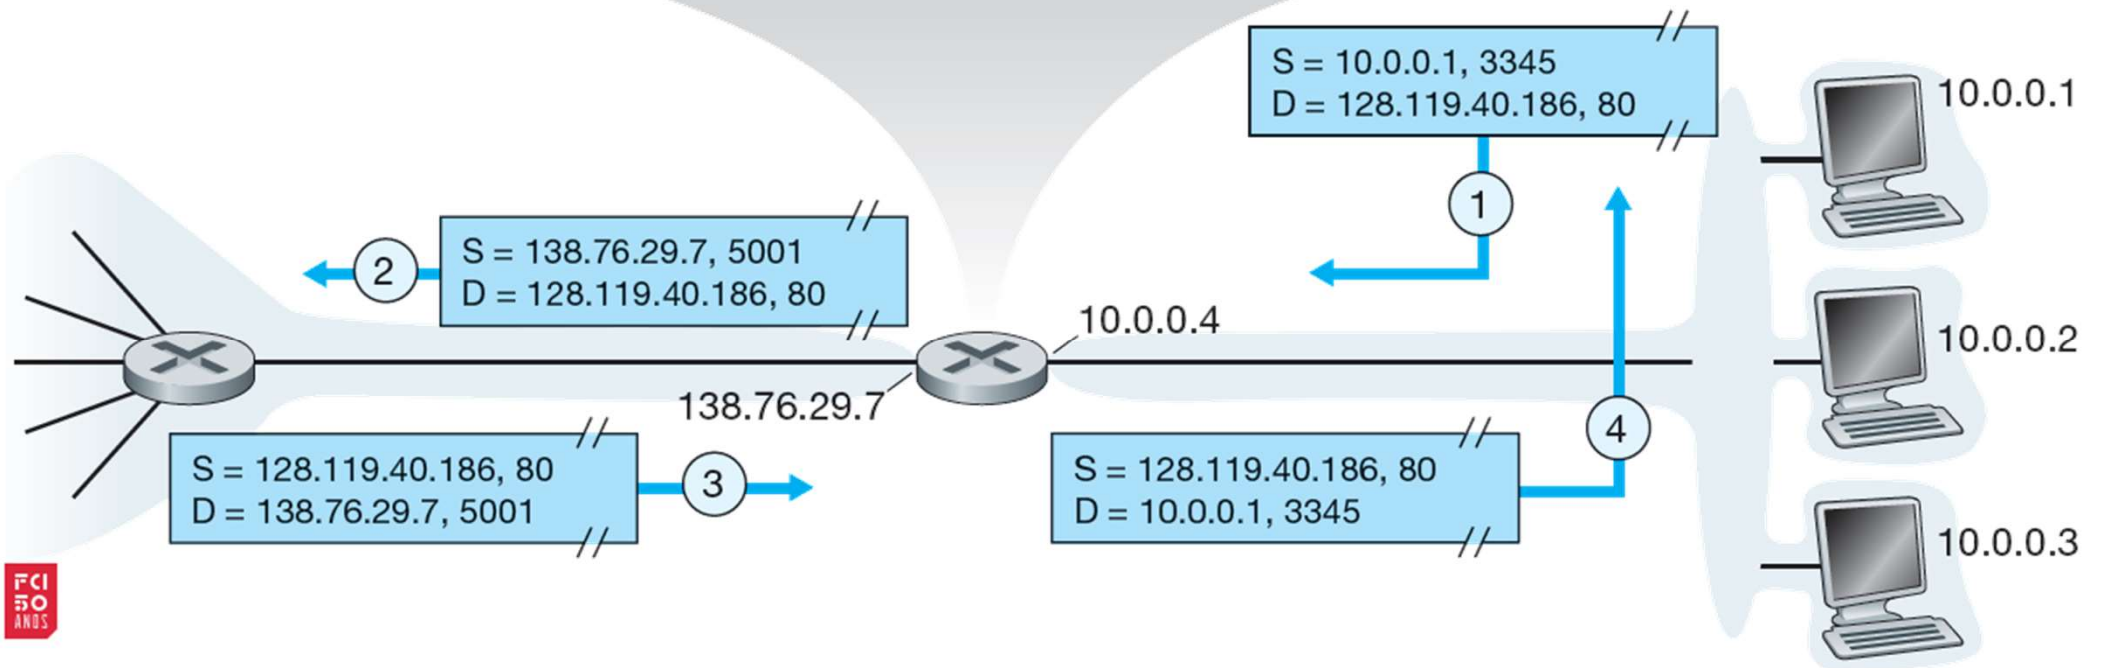 S = 10.0.0.1, 3345
D = 128.119.40.186, 80
10.0.0.1
1
2
S = 138.76.29.7, 5001
D = 128.119.40.186, 80
10.0.0.4
10.0.0.2
138.76.29.7
S = 128.119.40.186, 80
D = 138.76.29.7, 5001
3
S = 128.119.40.186, 80
D = 10.0.0.1, 3345
4
10.0.0.3
FCI
50
ANOS